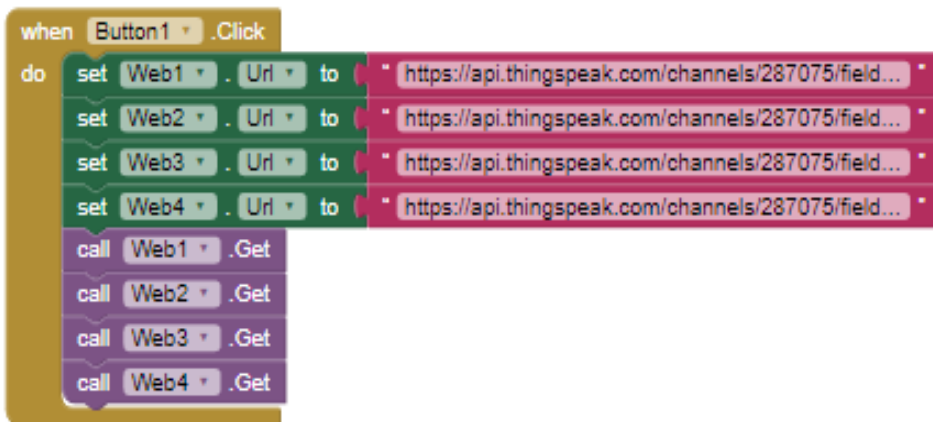 when Button1 .Click
do set Web1 . Url to " https://api.thingspeak.com/channels/287075/field... "
set Web2 . Url to " https://api.thingspeak.com/channels/287075/field... "
set Web3 . Url to " https://api.thingspeak.com/channels/287075/field... "
set Web4 . Url to " https://api.thingspeak.com/channels/287075/field... "
call Web1 .Get
call Web2 .Get
call Web3 .Get
call Web4 .Get